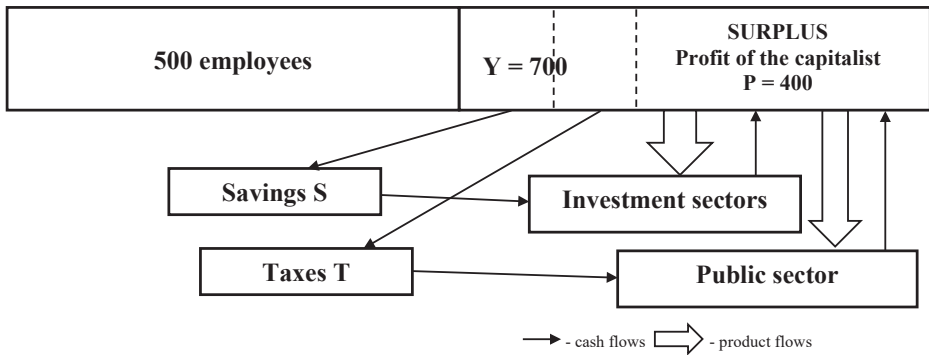 500 employees
Y = 700
SURPLUS
Profit of the capitalist
P = 400
Savings S
Investment sectors
Taxes T
Public sector
- cash flows - product flows